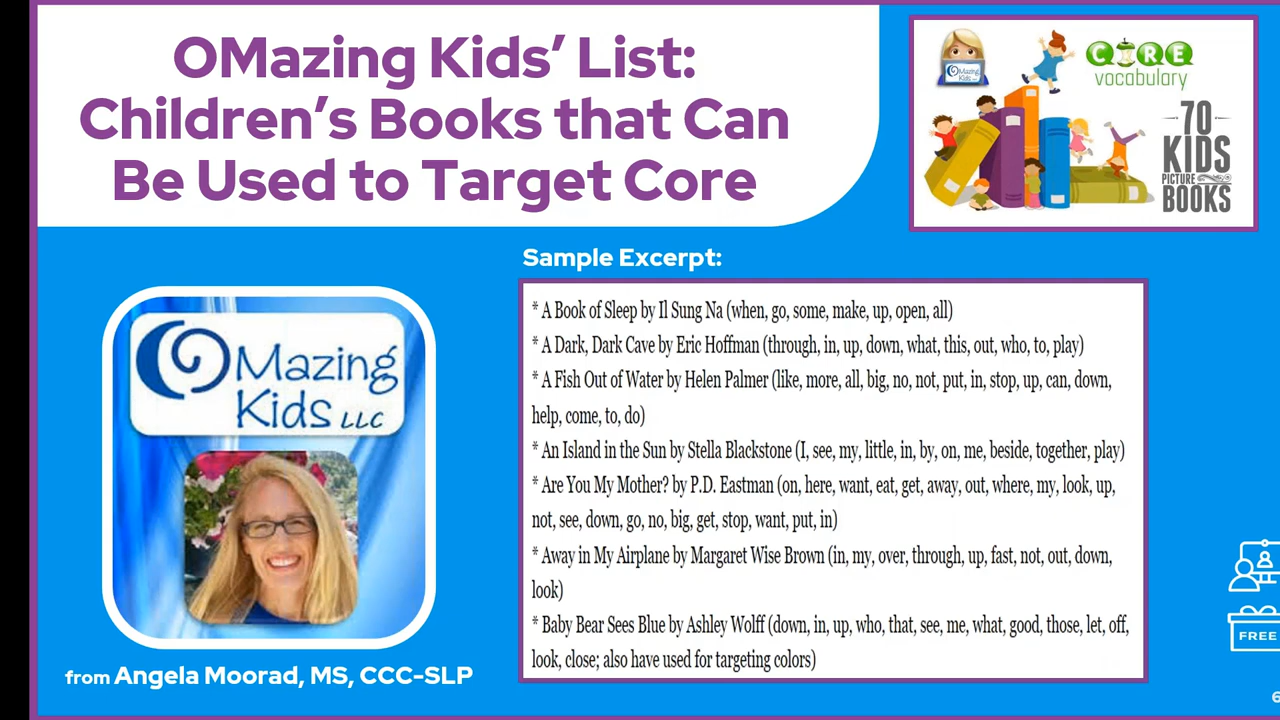 OMazing Kids' List:
Children's Books that Can
Be Used to Target Core
OMazing
Kids LLC
CORE
vocabulary
70
KIDS
PICTURE
BOOKS
Sample Excerpt:
* A Book of Sleep by Il Sung Na (when, go, some, make, up, open, all)
* A Dark, Dark Cave by Eric Hoffman (through, in, up, down, what, this, out, who, to, play)
* A Fish Out of Water by Helen Palmer (like, more, all, big, no, not, put, in, stop, up, can, down,
help, come, to, do)
* An Island in the Sun by Stella Blackstone (I, see, my, little, in, by, on, me, beside, together, play)
* Are You My Mother? by P.D. Eastman (on, here, want, eat, get, away, out, where, my, look, up,
not, see, down, go, no, big, get, stop, want, put, in)
* Away in My Airplane by Margaret Wise Brown (in, my, over, through, up, fast, not, out, down,
look)
* Baby Bear Sees Blue by Ashley Wolff (down, in, up, who, that, see, me, what, good, those, let, off,
look, close; also have used for targeting colors)
OMazing
Kids LLC
from Angela Moorad, MS, CCC-SLP
FREE